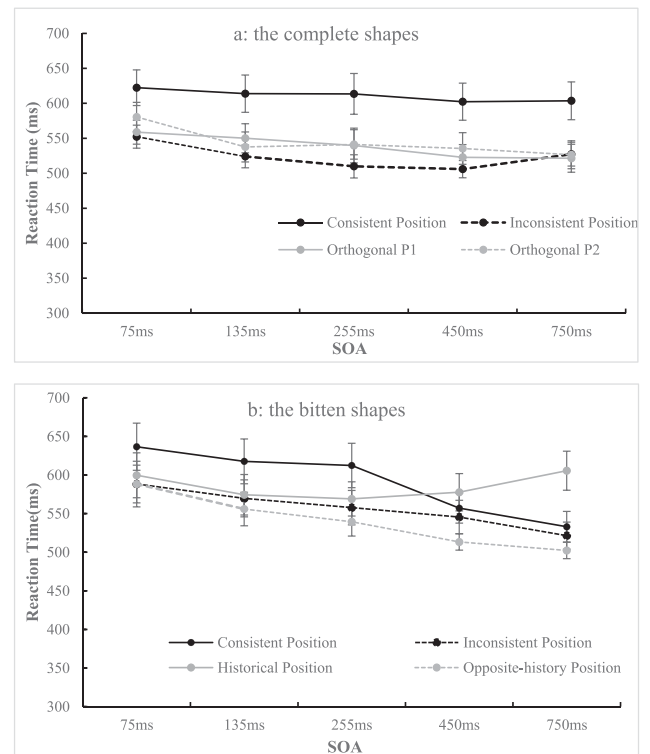 a: the complete shapes
700
650
600
550
500
450
400
350
300
Reaction Time (ms)
Consistent Position
Inconsistent Position
Orthogonal P1
Orthogonal P2
75ms 135ms 255ms 450ms 750ms
SOA
b: the bitten shapes
700
650
600
550
500
450
400
350
300
Reaction Time(ms)
Consistent Position
Inconsistent Position
Historical Position
Opposite-history Position
75ms 135ms 255ms 450ms 750ms
SOA